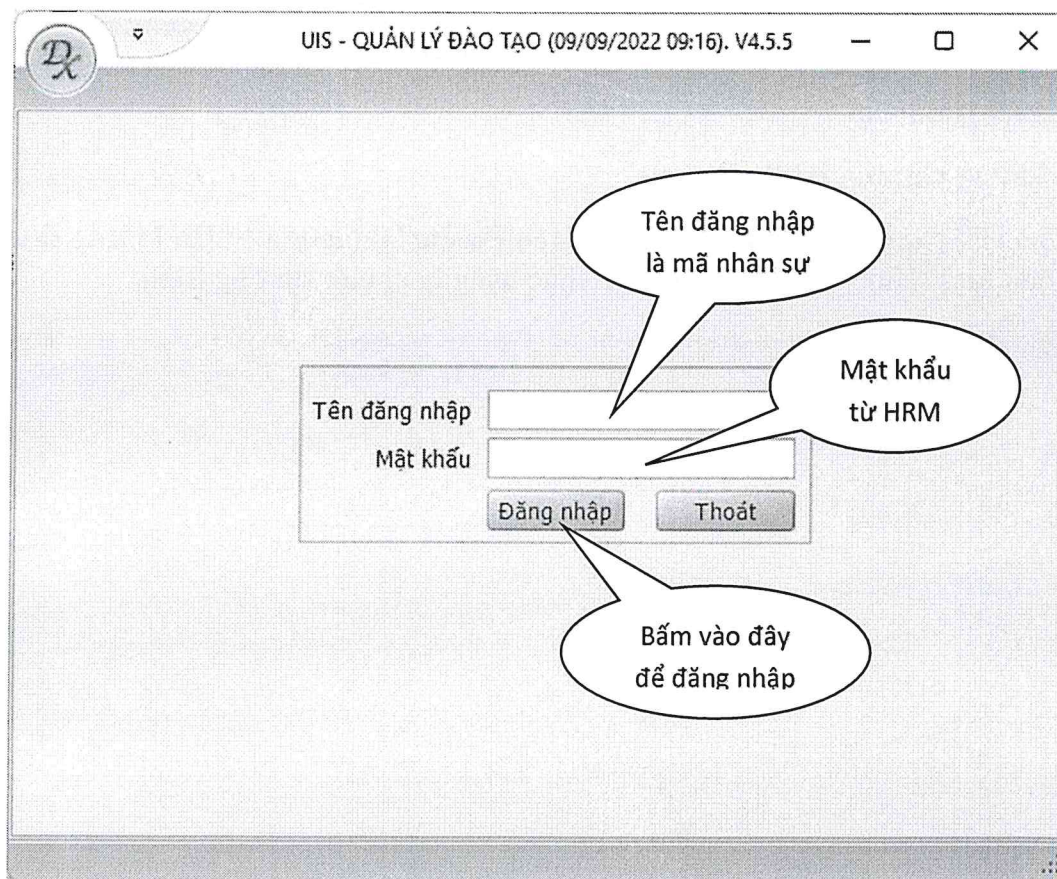 DX
UIS - QUẢN LÝ ĐÀO TẠO (09/09/2022 09:16). V4.5.5
Tên đăng nhập
là mã nhân sự
Mật khẩu
từ HRM
Tên đăng nhập
Mật khẩu
Đăng nhập
Thoát
Bấm vào đây
để đăng nhập